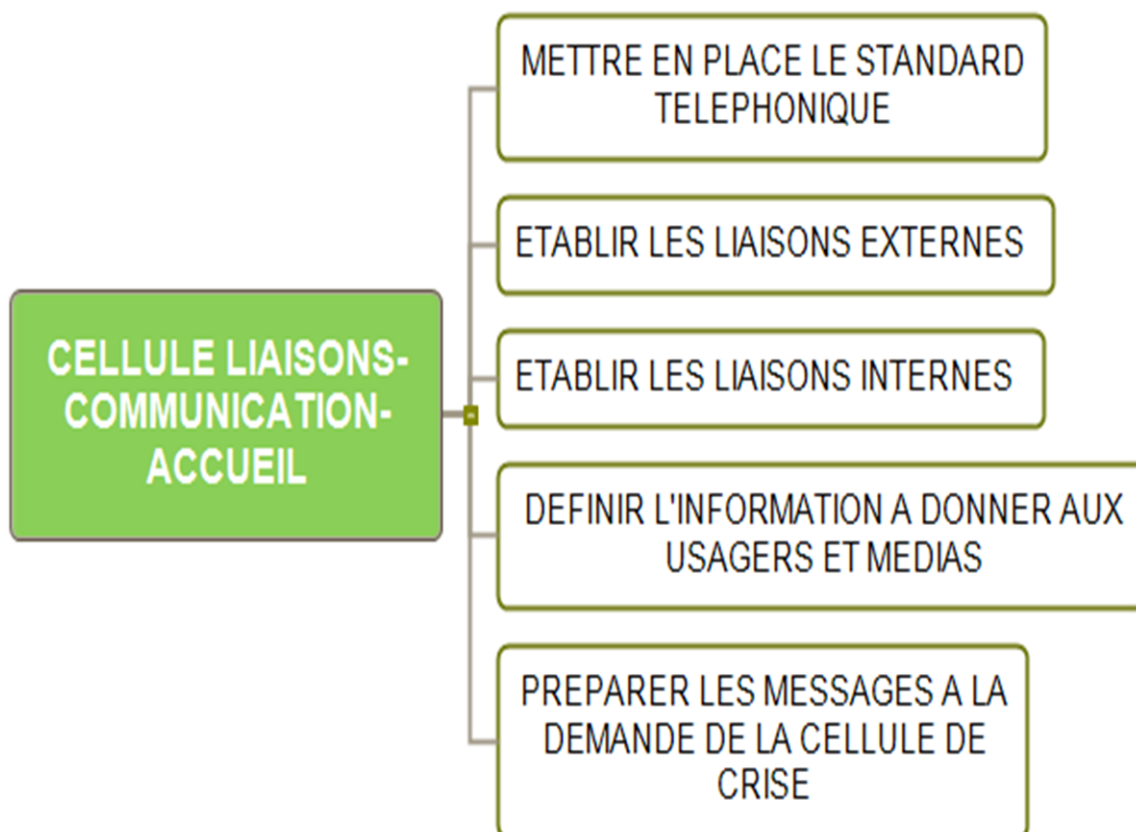 METTRE EN PLACE LE STANDARD
TELEPHONIQUE
ETABLIR LES LIAISONS EXTERNES
CELLULE LIAISONS-
COMMUNICATION-
ACCUEIL
ETABLIR LES LIAISONS INTERNES
DEFINIR L'INFORMATION A DONNER AUX
USAGERS ET MEDIAS
PREPARER LES MESSAGES A LA
DEMANDE DE LA CELLULE DE
CRISE